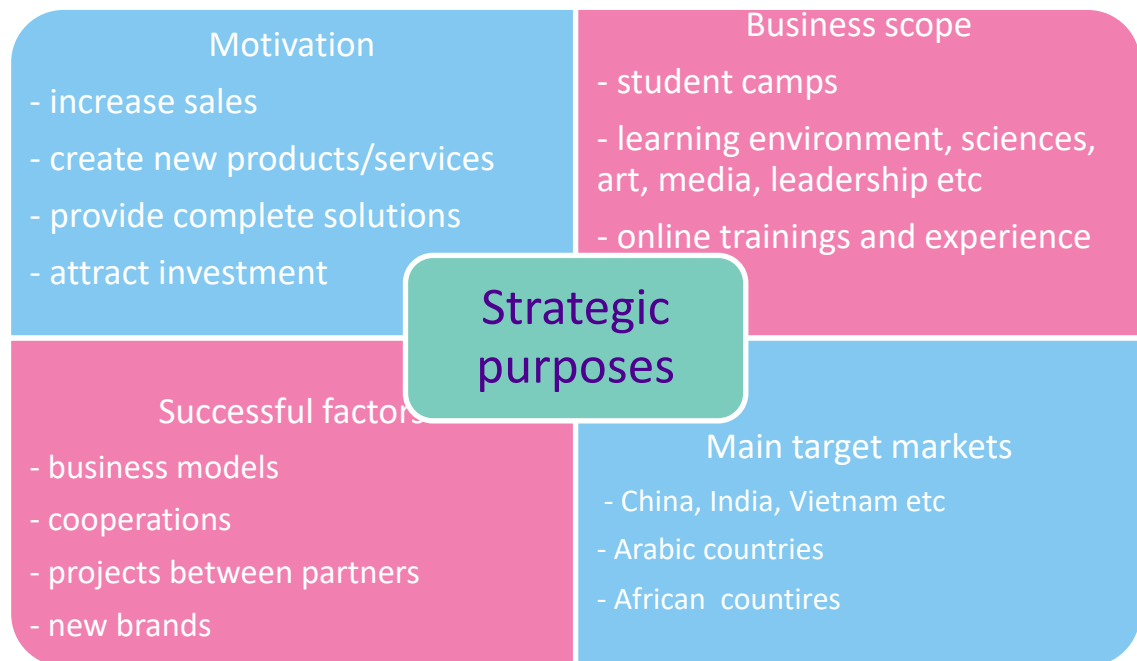 Motivation
- increase sales
- create new products/services
- provide complete solutions
- attract investment
Business scope
- student camps
- learning environment, sciences,
art, media, leadership etc
- online trainings and experience
Strategic
purposes
Successful factors
- business models
- cooperations
- projects between partners
- new brands
Main target markets
- China, India, Vietnam etc
- Arabic countries
- African countires